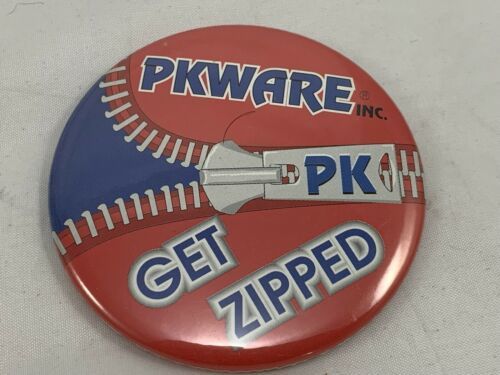 PKWARE®
INC.
PK
GET
ZIPPED